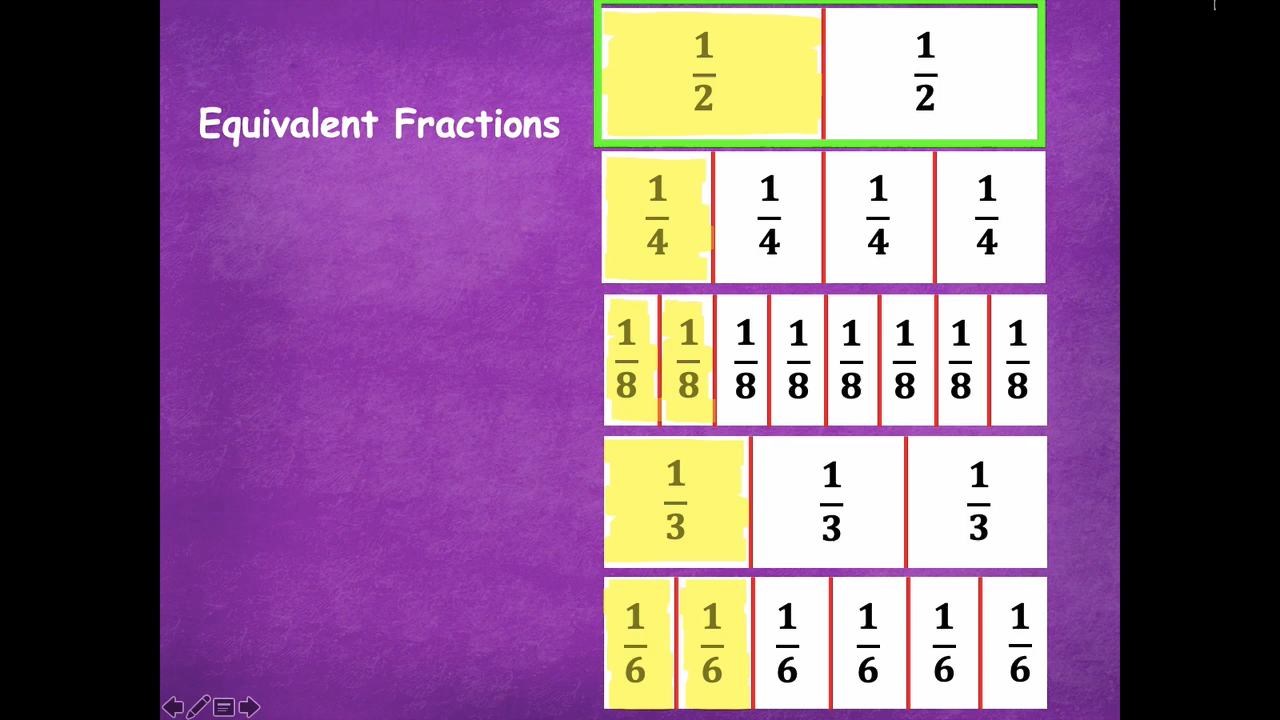 Equivalent Fractions
1/2 1/2
1/4 1/4 1/4 1/4
1/8 1/8 1/8 1/8 1/8 1/8 1/8 1/8
1/3 1/3 1/3
1/6 1/6 1/6 1/6 1/6 1/6